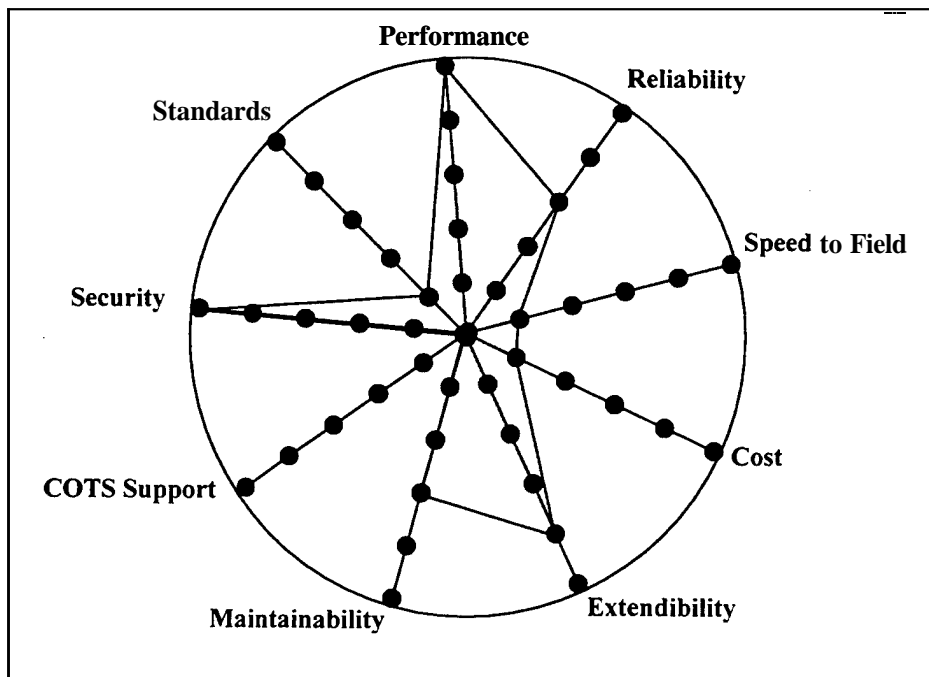 Performance
Reliability
Standards
Speed to Field
Security
Cost
COTS Support
Extendibility
Maintainability